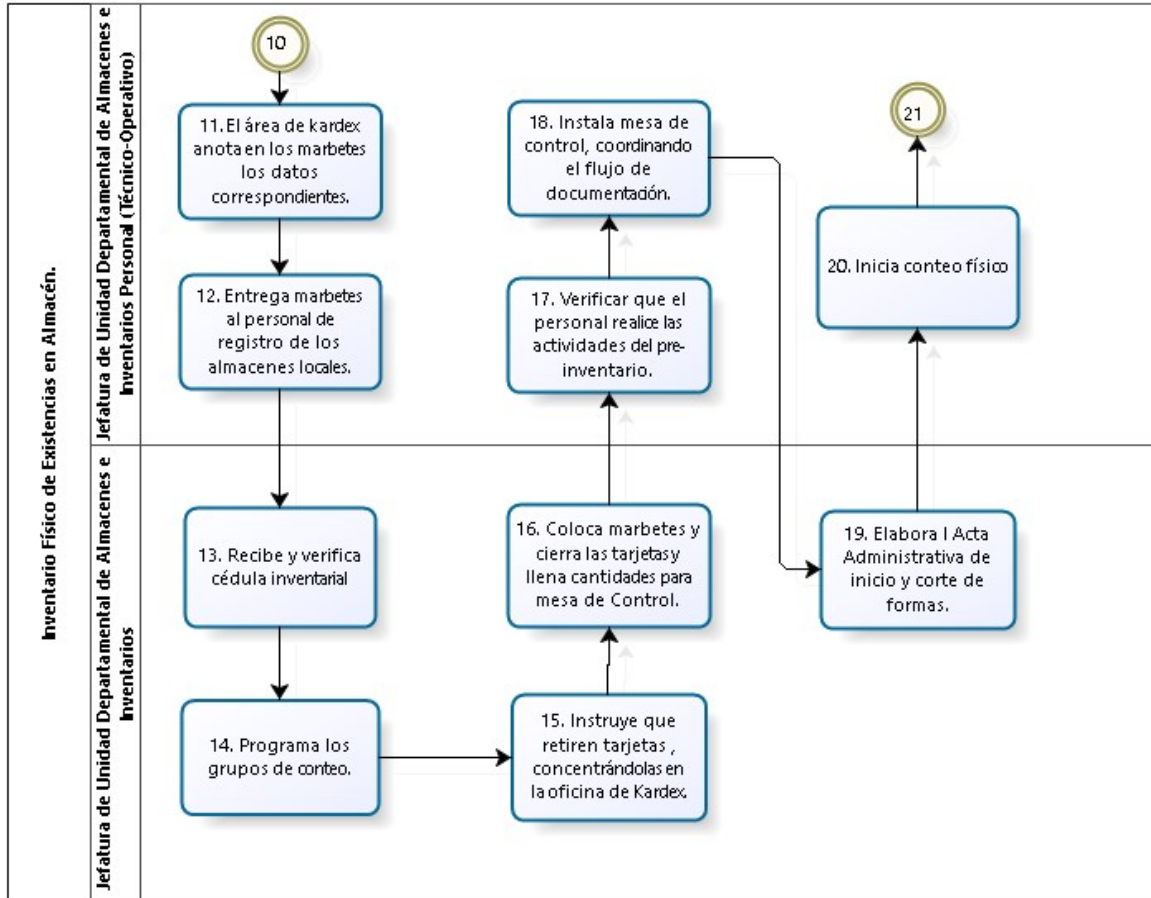 Inventario Físico de Existencias en Almacén.
Jefatura de Unidad Departamental de Almacenes e
Inventarios Personal (Técnico-Operativo)
10
11. El área de kardex
anota en los marbetes
los datos
correspondientes.
12. Entrega marbetes
al personal de
registro de los
almacenes locales.
18. Instala mesa de
control, coordinando
el flujo de
documentación.
17. Verificar que el
personal realice las
actividades del pre-
inventario.
21
20. Inicia conteo físico
Jefatura de Unidad Departamental de Almacenes e
Inventarios
13. Recibe y verifica
cédula inventarial
14. Programa los
grupos de conteo.
16. Coloca marbetes y
cierra las tarjetas y
llena cantidades para
mesa de Control.
15. Instruye que
retiren tarjetas ,
concentrándolas en
la oficina de Kardex.
19. Elabora l Acta
Administrativa de
inicio y corte de
formas.